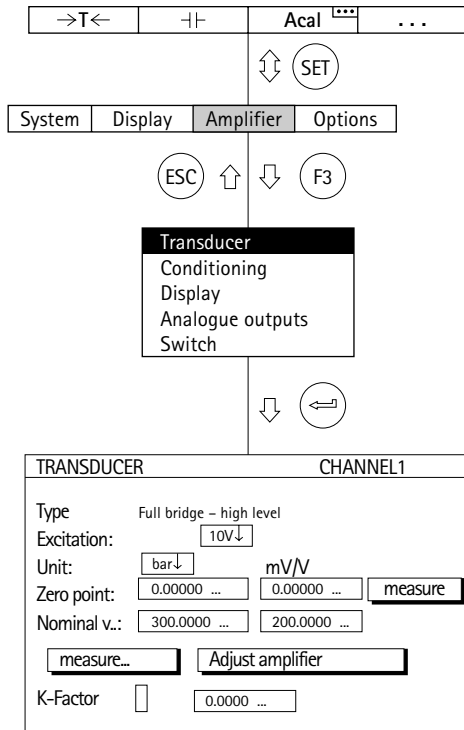 →T← ⊣⊢ Acal ...
SET
System Display Amplifier Options
ESC F3
Transducer
Conditioning
Display
Analogue outputs
Switch
TRANSDUCER CHANNEL1
Type Full bridge – high level
Excitation: 10V↓
Unit: bar↓ mV/V
Zero point: 0.00000 ... 0.00000 ... measure
Nominal v..: 300.0000 ... 200.0000 ...
measure... Adjust amplifier
K-Factor 0.0000 ...